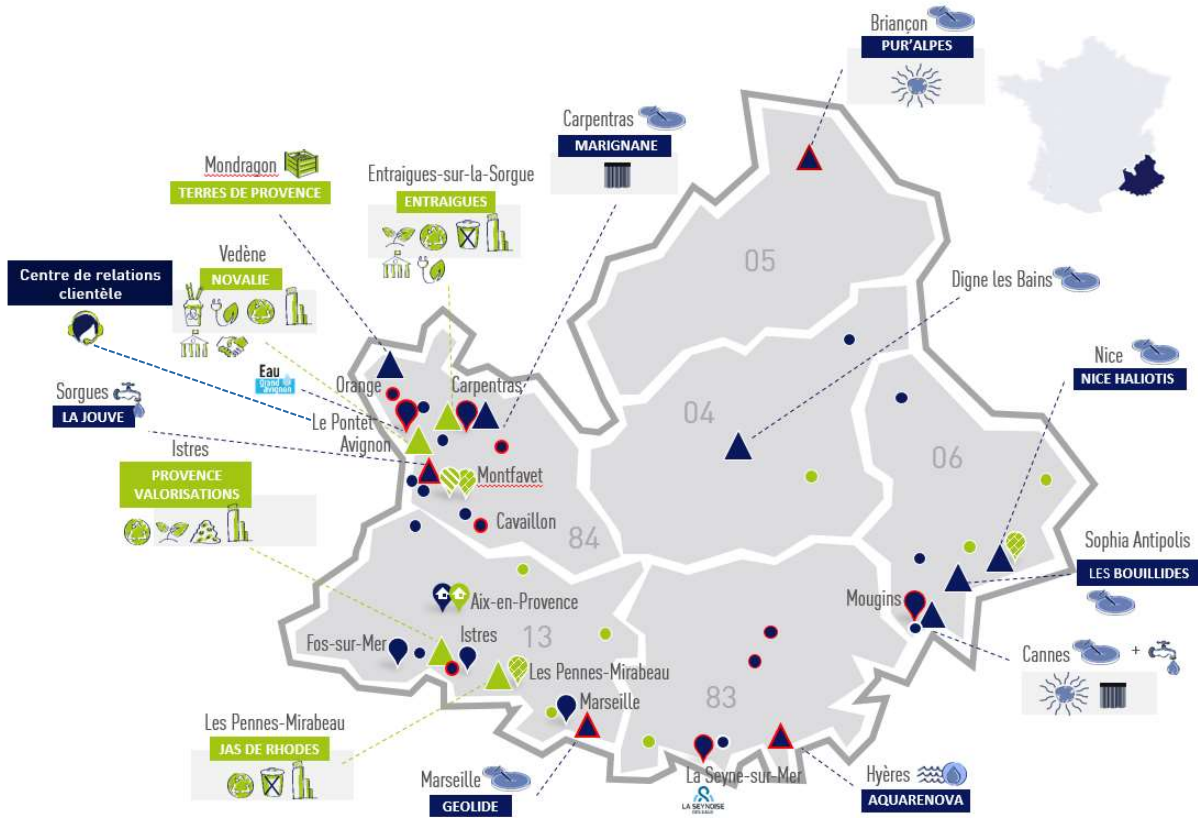 Briançon
PUR'ALPES
Carpentras
MARIGNANE
Mondragon
TERRES DE PROVENCE
Entraigues-sur-la-Sorgue
ENTRAIGUES
Vedène
NOVALIE
Centre de relations
clientèle
05
Digne les Bains
Nice
NICE HALIOTIS
Eau
grand
avignon
Orange
Carpentras
Sorgues
LA JOUVE
Le Pontet
Avignon
04
06
Istres
PROVENCE
VALORISATIONS
Montfavet
Cavaillon
84
Sophia Antipolis
LES BOUILLIDES
Mougins
Aix-en-Provence
13
Fos-sur-Mer
Istres
Cannes
+
Les Pennes-Mirabeau
83
Marseille
Les Pennes-Mirabeau
JAS DE RHODES
Marseille
GEOLIDE
La Seyne-sur-Mer
LA SEYNOISE
DES EAUX
Hyères
AQUARENOVA